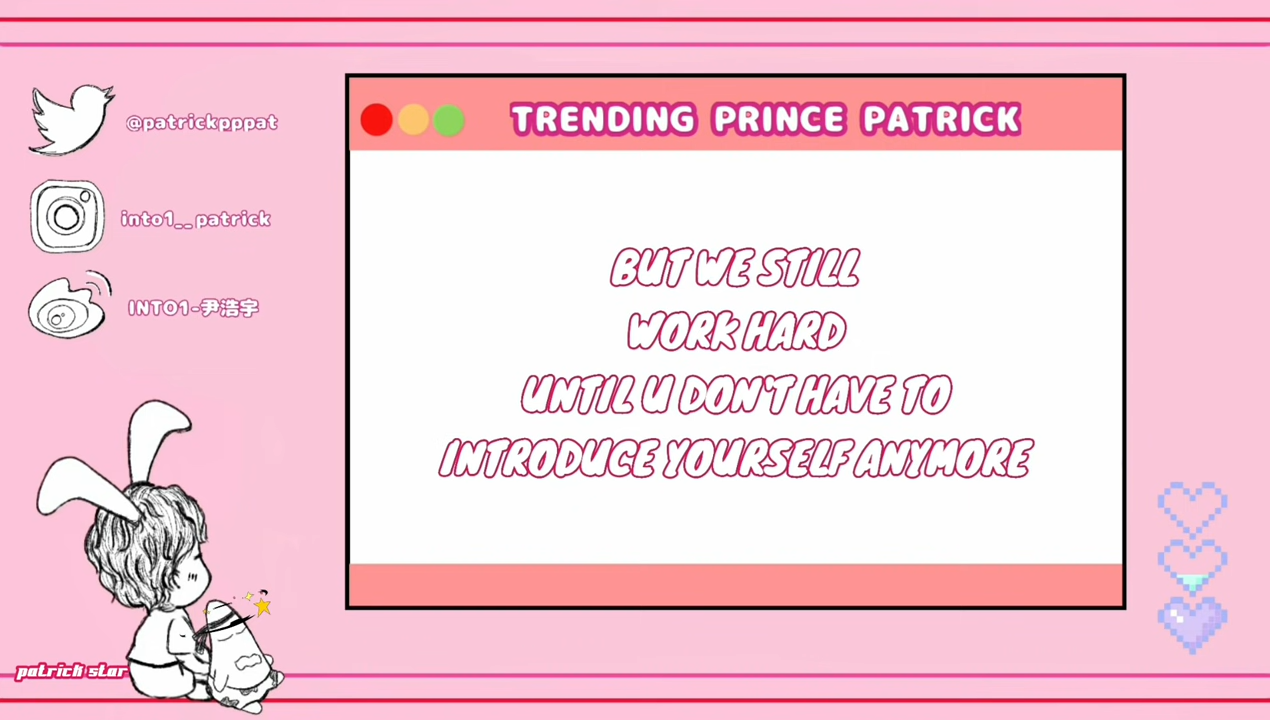 @patrickpppat
into1__patrick
INTO1-尹浩宇
TRENDING PRINCE PATRICK
BUT WE STILL
WORK HARD
UNTIL U DON'T HAVE TO
INTRODUCE YOURSELF ANYMORE
patrick star